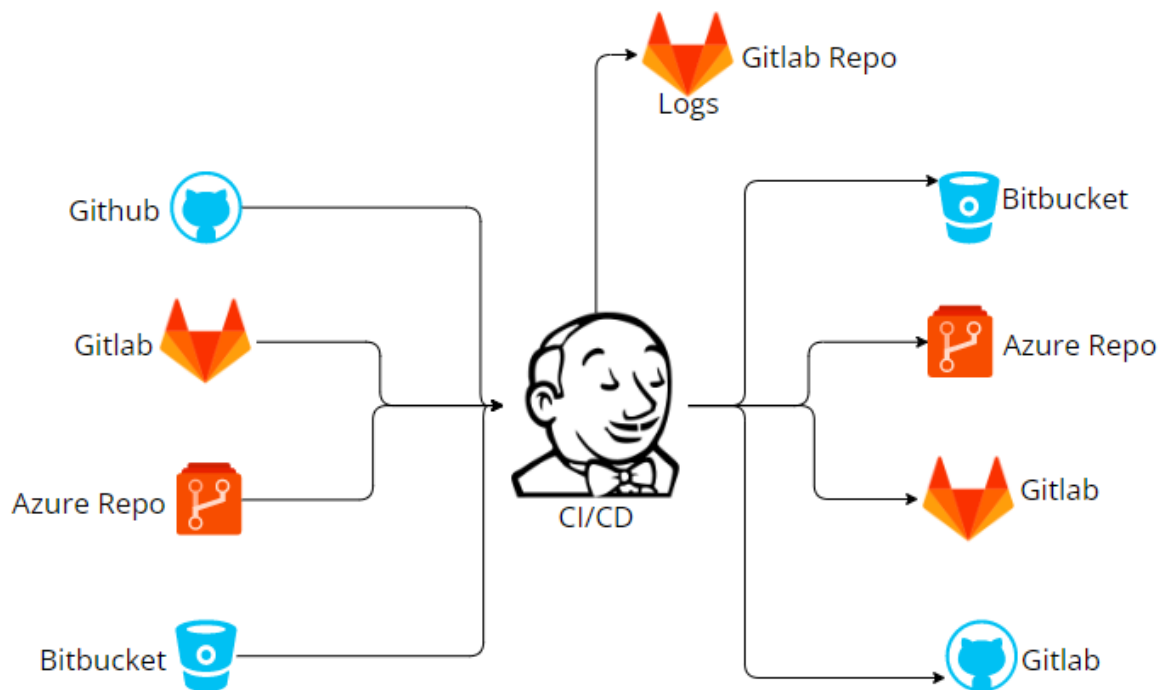 Gitlab Repo
Logs
Github
Gitlab
Azure Repo
Bitbucket
CI/CD
Bitbucket
Azure Repo
Gitlab
Gitlab